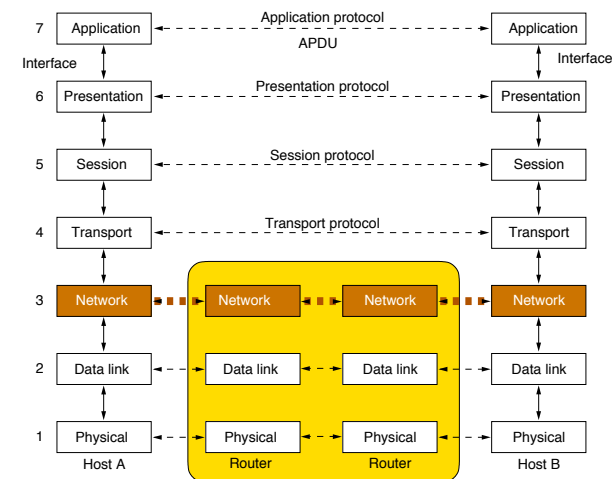 Application protocol
7 Application Application
APDU
Interface Interface
Presentation protocol
6 Presentation Presentation
Session protocol
5 Session Session
Transport protocol
4 Transport Transport
3 Network Network Network Network
2 Data link Data link Data link Data link
1 Physical Physical Physical Physical
Host A Router Router Host B